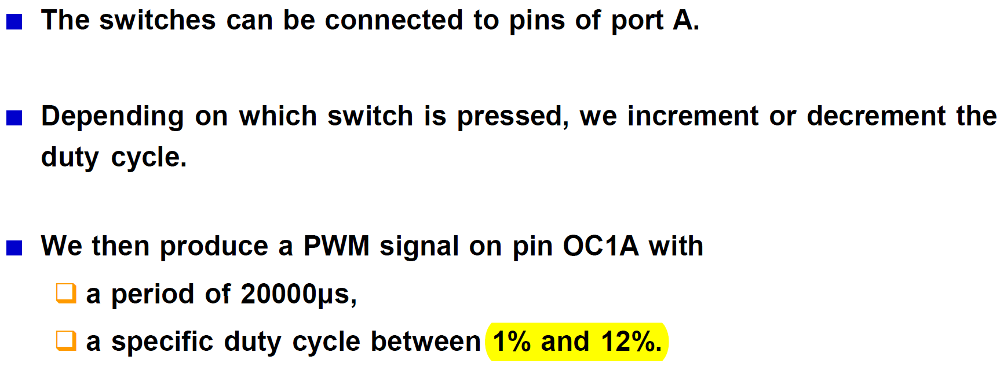 The switches can be connected to pins of port A.
Depending on which switch is pressed, we increment or decrement the
duty cycle.
We then produce a PWM signal on pin OC1A with
a period of 20000µs,
a specific duty cycle between 1% and 12%.